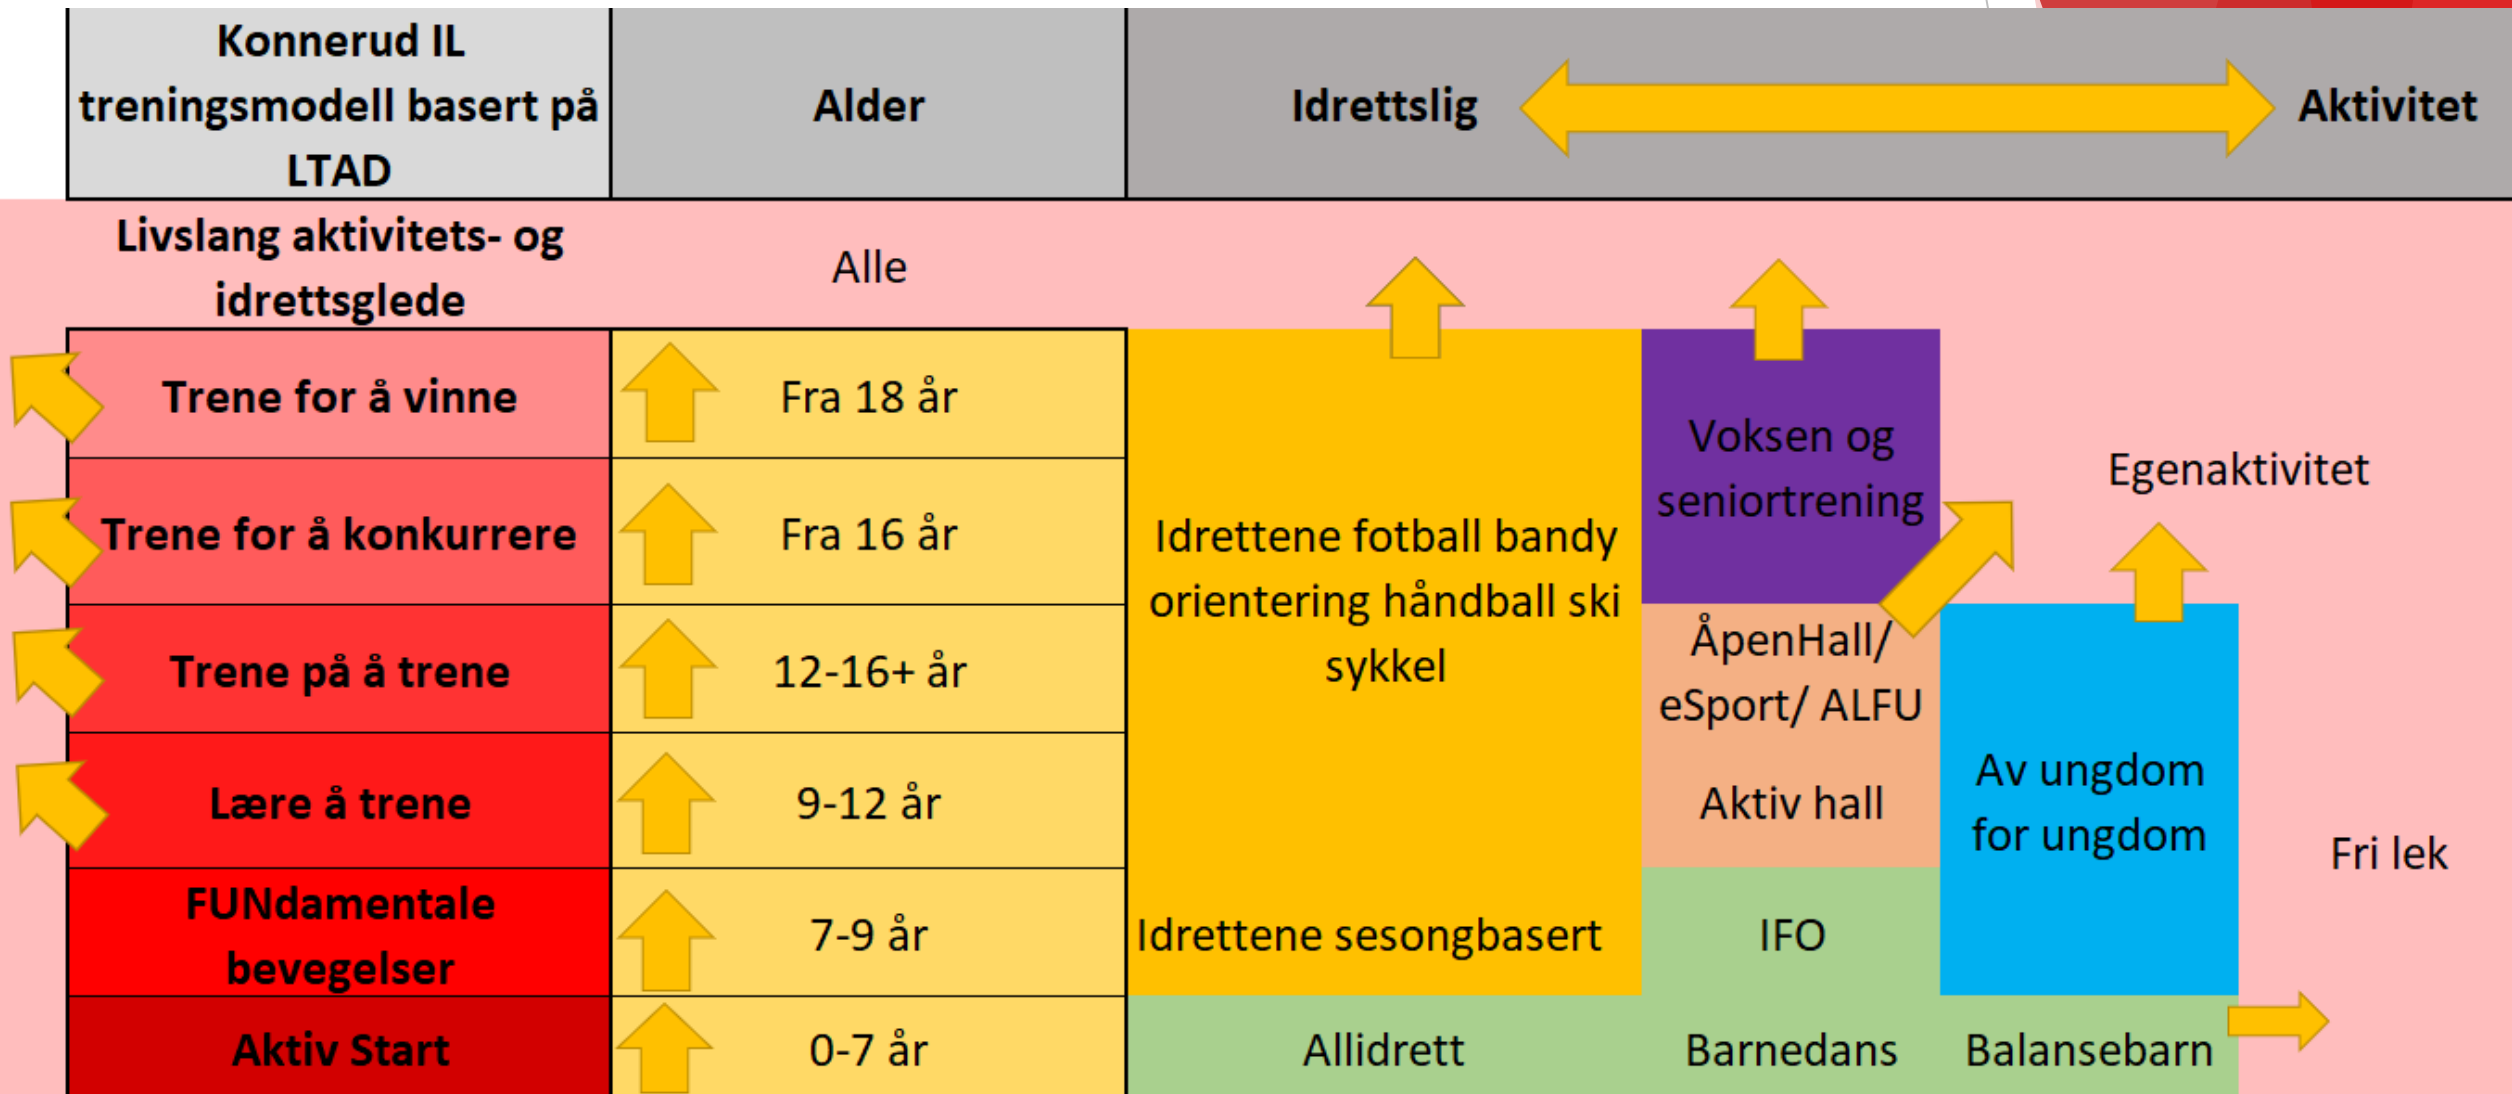 Konnerud IL
treningsmodell basert på
LTAD
Alder
Idrettslig
Aktivitet
Livslang aktivitets- og
idrettsglede
Alle
Trene for å vinne
Fra 18 år
Trene for å konkurrere
Fra 16 år
Trene på å trene
12-16+ år
Lære å trene
9-12 år
FUNdamentale
bevegelser
7-9 år
Aktiv Start
0-7 år
Idrettene fotball bandy
orientering håndball ski
sykkel
Idrettene sesongbasert
Allidrett
Voksen og
seniortrening
ÅpenHall/
eSport/ ALFU
Aktiv hall
IFO
Barnedans
Egenaktivitet
Av ungdom
for ungdom
Balansebarn
Fri lek